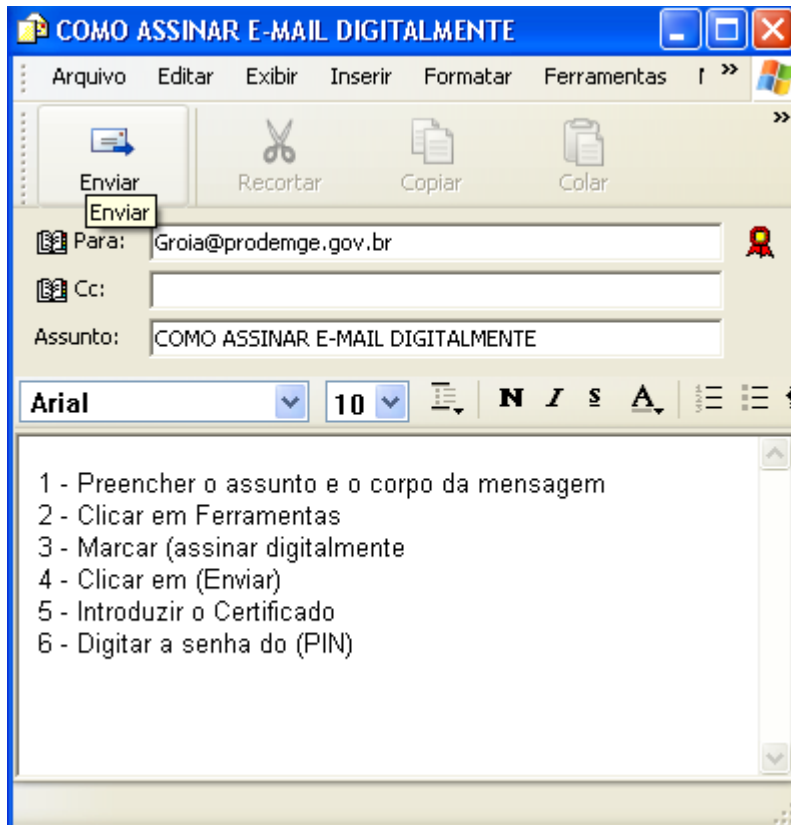 COMO ASSINAR E-MAIL DIGITALMENTE
Arquivo Editar Exibir Inserir Formatar Ferramentas »
»
Enviar Recortar Copiar Colar
Enviar
Para: Groia@prodemge.gov.br
Cc:
Assunto: COMO ASSINAR E-MAIL DIGITALMENTE
Arial 10 N I S A
1 - Preencher o assunto e o corpo da mensagem
2 - Clicar em Ferramentas
3 - Marcar (assinar digitalmente
4 - Clicar em (Enviar)
5 - Introduzir o Certificado
6 - Digitar a senha do (PIN)